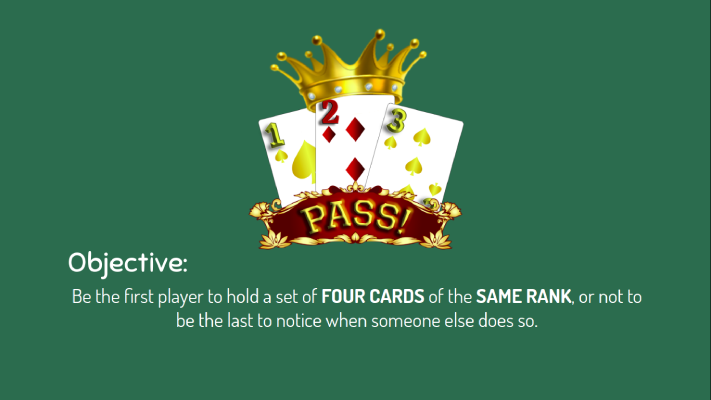 1
2
3
PASS!
Objective:
Be the first player to hold a set of FOUR CARDS of the SAME RANK, or not to
be the last to notice when someone else does so.